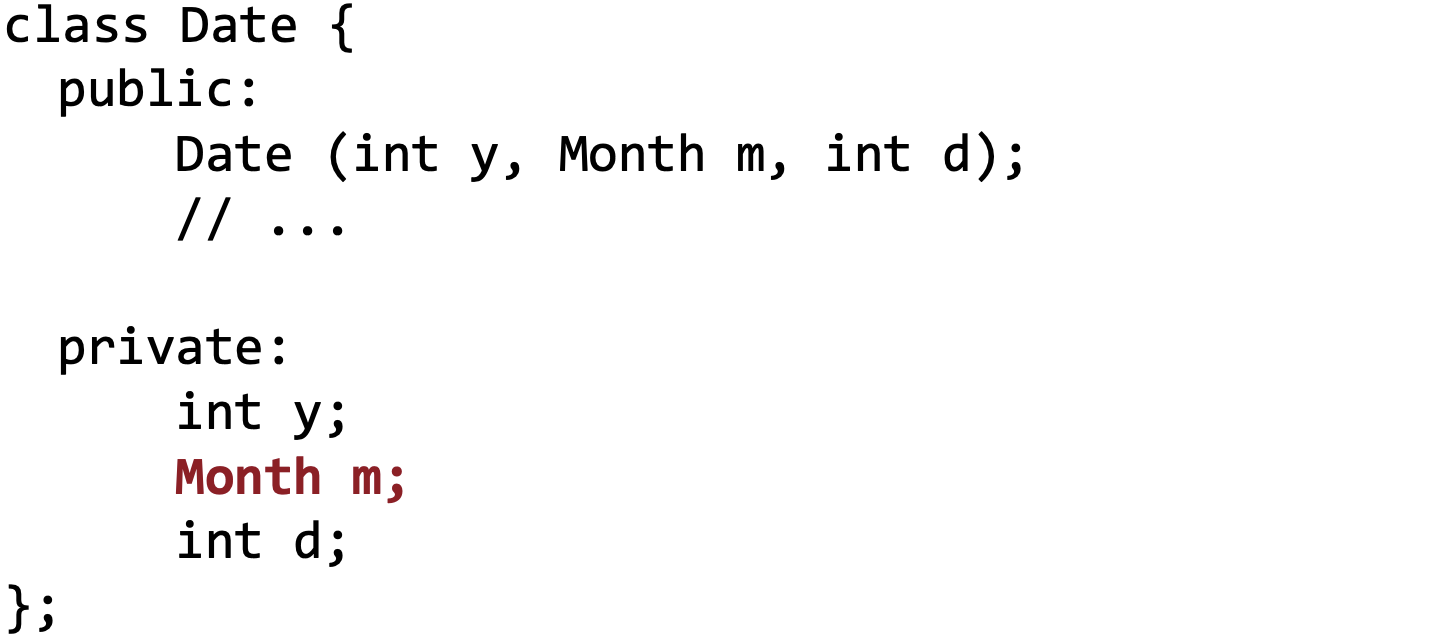 class Date {
public:
Date (int y, Month m, int d);
// ...
private:
int y;
Month m;
int d;
};